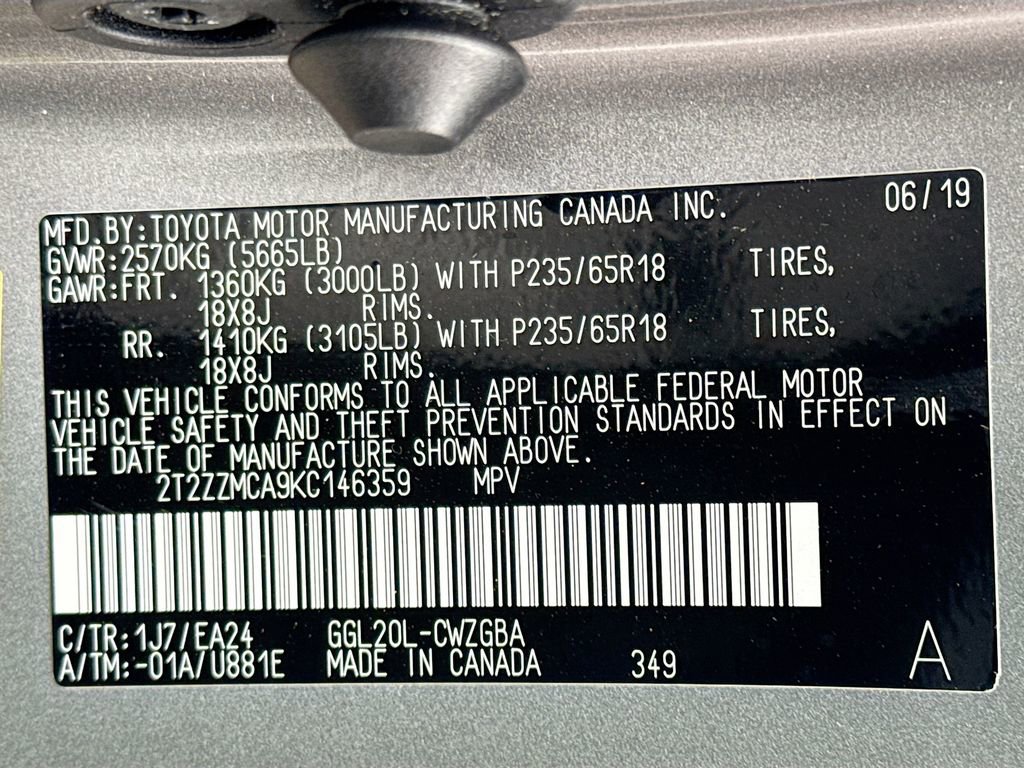 MFD.BY:TOYOTA MOTOR MANUFACTURING CANADA INC. 06/19
GVWR:2570KG (5665LB)
GAWR:FRT. 1360KG (3000LB) WITH P235/65R18 TIRES,
18X8J RIMS.
RR. 1410KG (3105LB) WITH P235/65R18 TIRES,
18X8J RIMS.
THIS VEHICLE CONFORMS TO ALL APPLICABLE FEDERAL MOTOR
VEHICLE SAFETY AND THEFT PREVENTION STANDARDS IN EFFECT ON
THE DATE OF MANUFACTURE SHOWN ABOVE.
2T2ZZMCA9KC146359 MPV
C/TR:1J7/EA24 GGL20L-CWZGBA
A/TM:-01A/U881E MADE IN CANADA 349 A